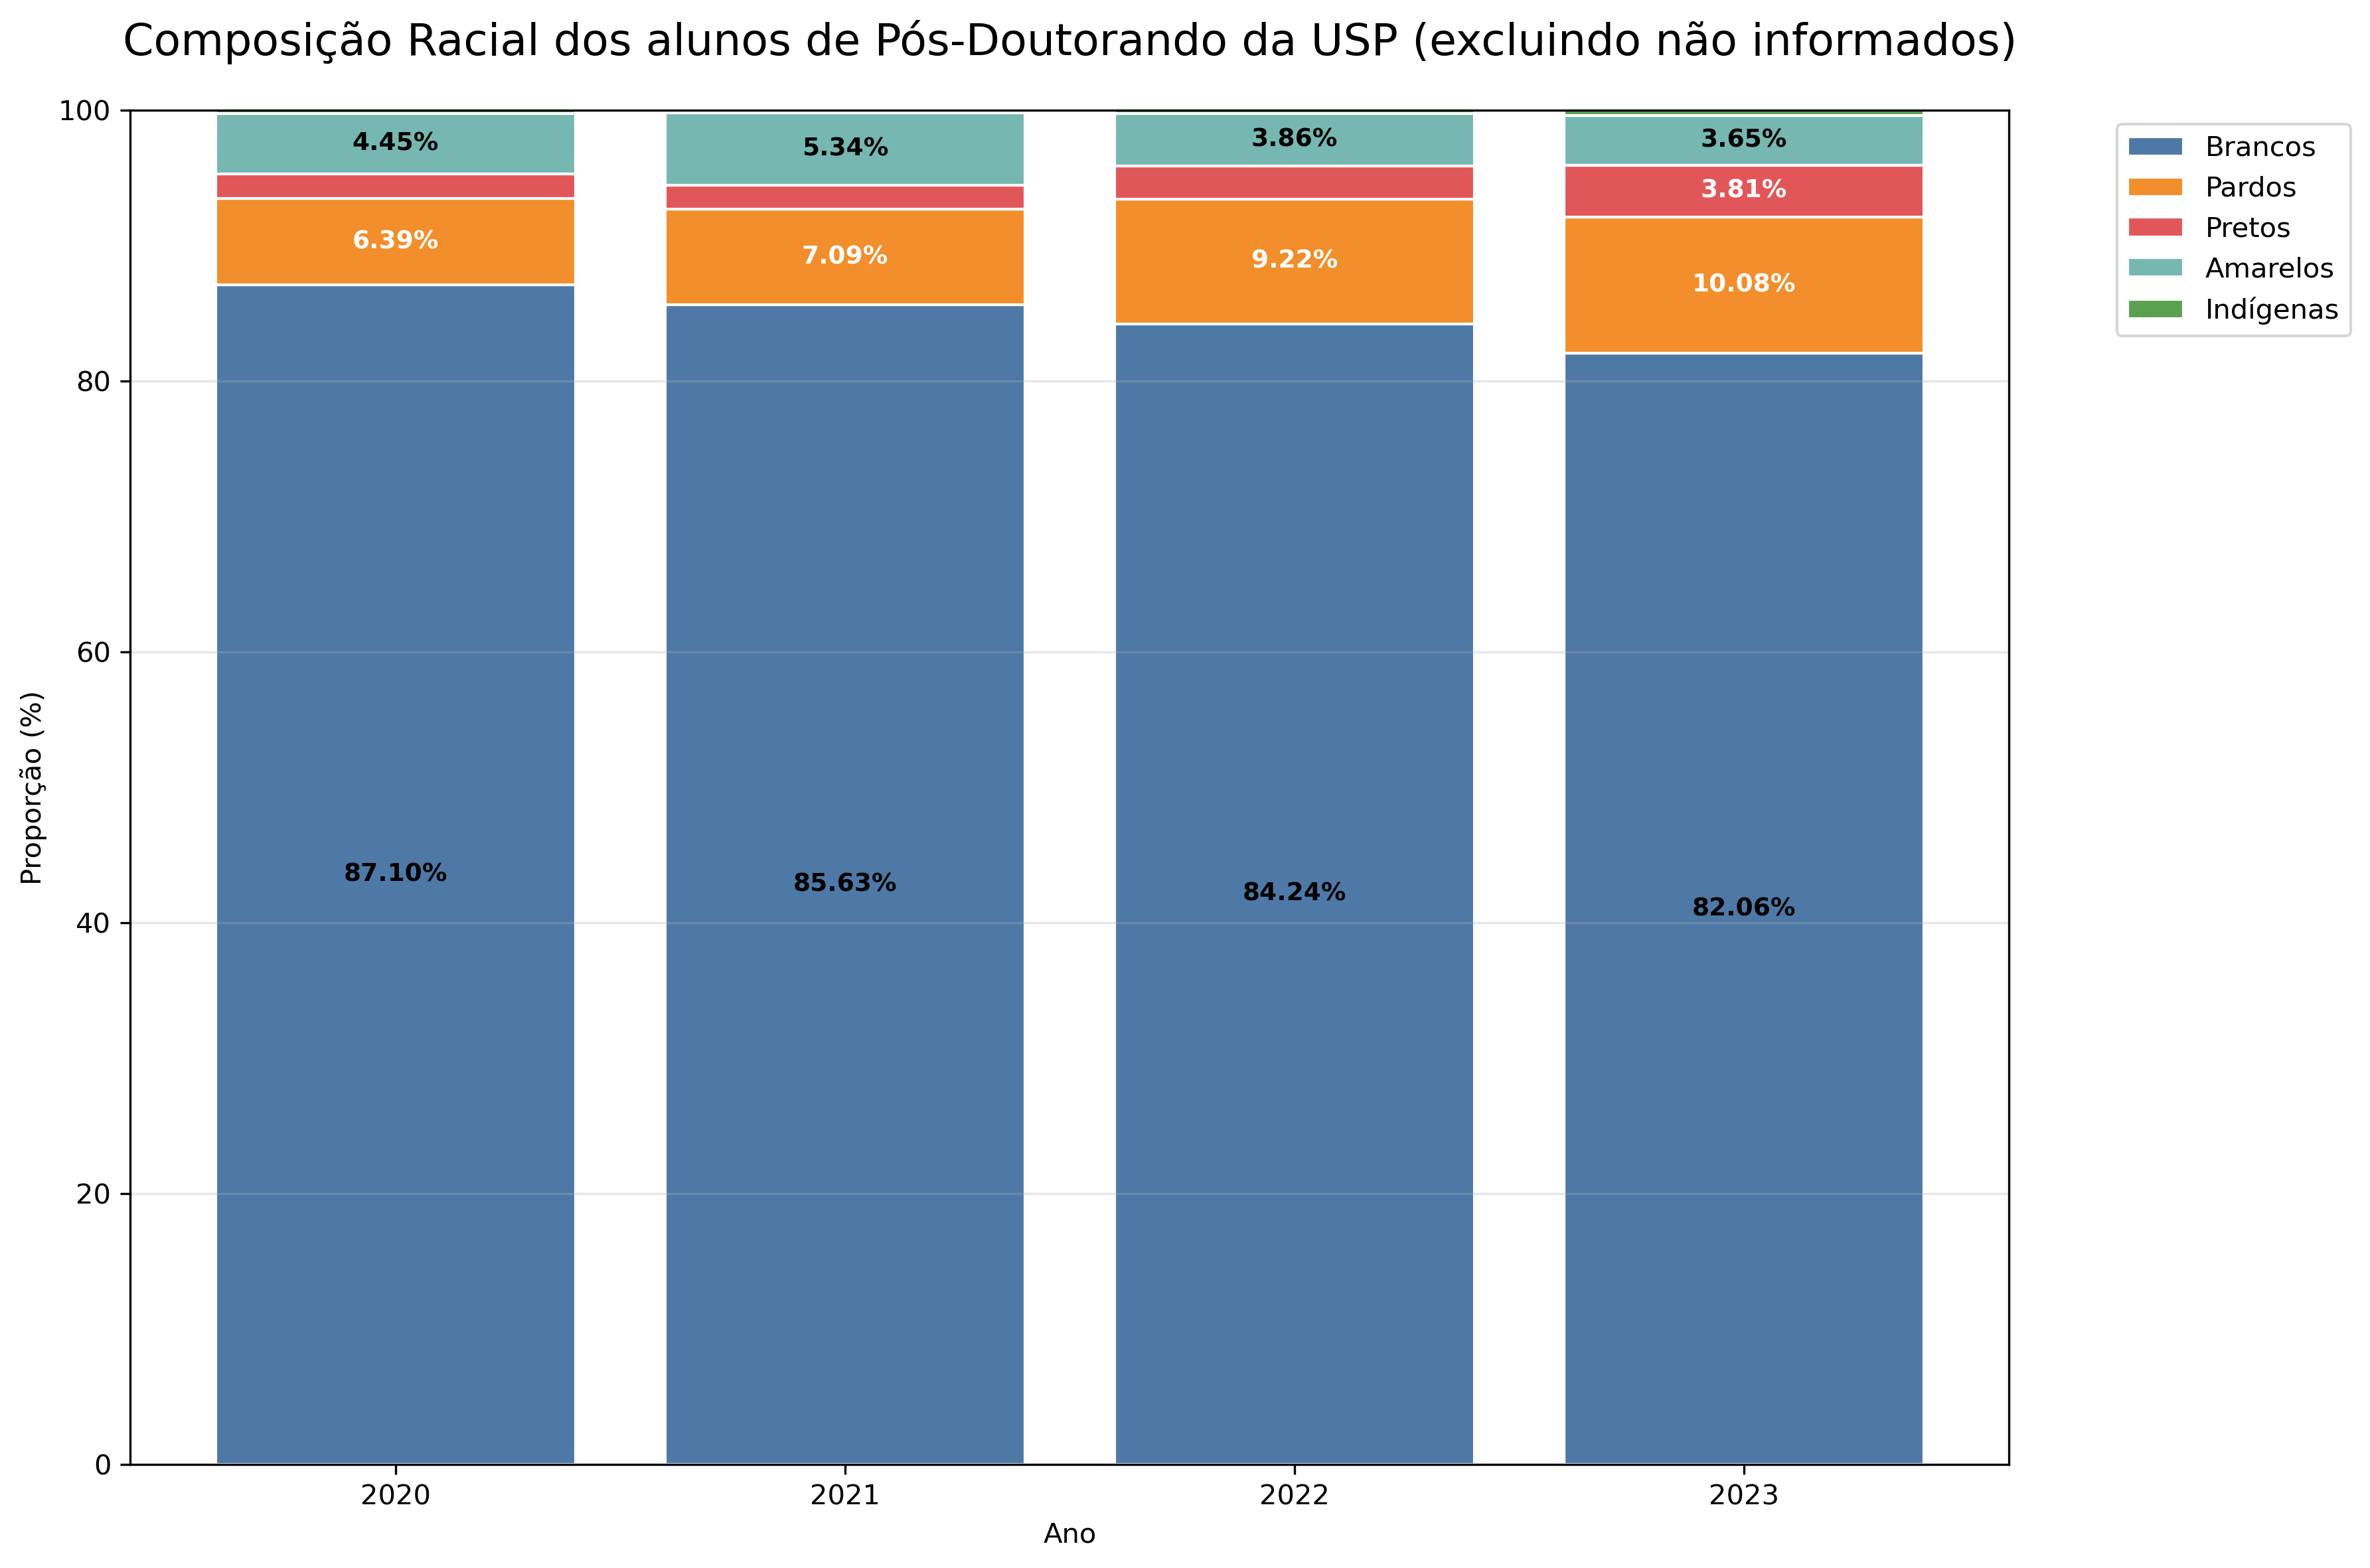 Composição Racial dos alunos de Pós-Doutorando da USP (excluindo não informados)
100
80
60
40
20
0
Proporção (%)
4.45%
5.34%
3.86%
3.65%
3.81%
6.39%
7.09%
9.22%
10.08%
87.10%
85.63%
84.24%
82.06%
2020
2021
2022
2023
Ano
Brancos
Pardos
Pretos
Amarelos
Indígenas